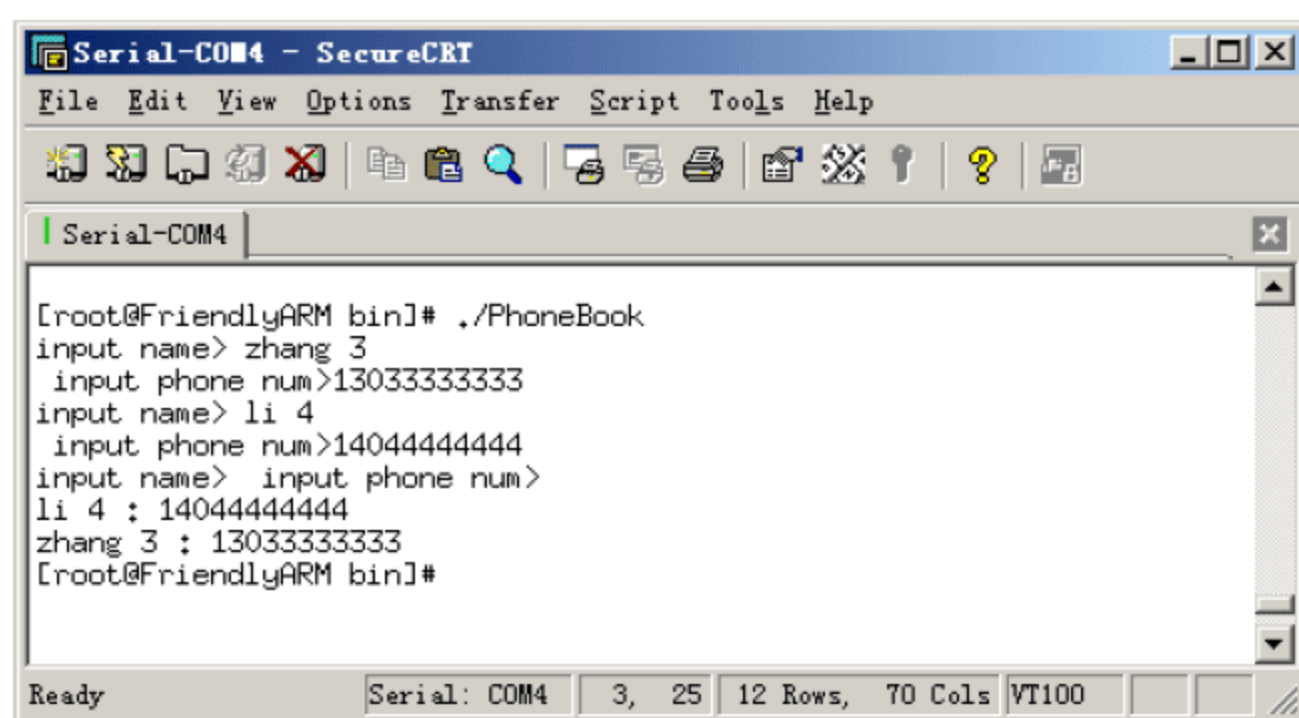 Serial-COM4 - SecureCRT
File Edit View Options Transfer Script Tools Help
Serial-COM4
[root@FriendlyARM bin]# ./PhoneBook
input name> zhang 3
 input phone num>13033333333
input name> li 4
 input phone num>14044444444
input name>  input phone num>
li 4 : 14044444444
zhang 3 : 13033333333
[root@FriendlyARM bin]#
Ready Serial: COM4 3, 25 12 Rows, 70 Cols VT100